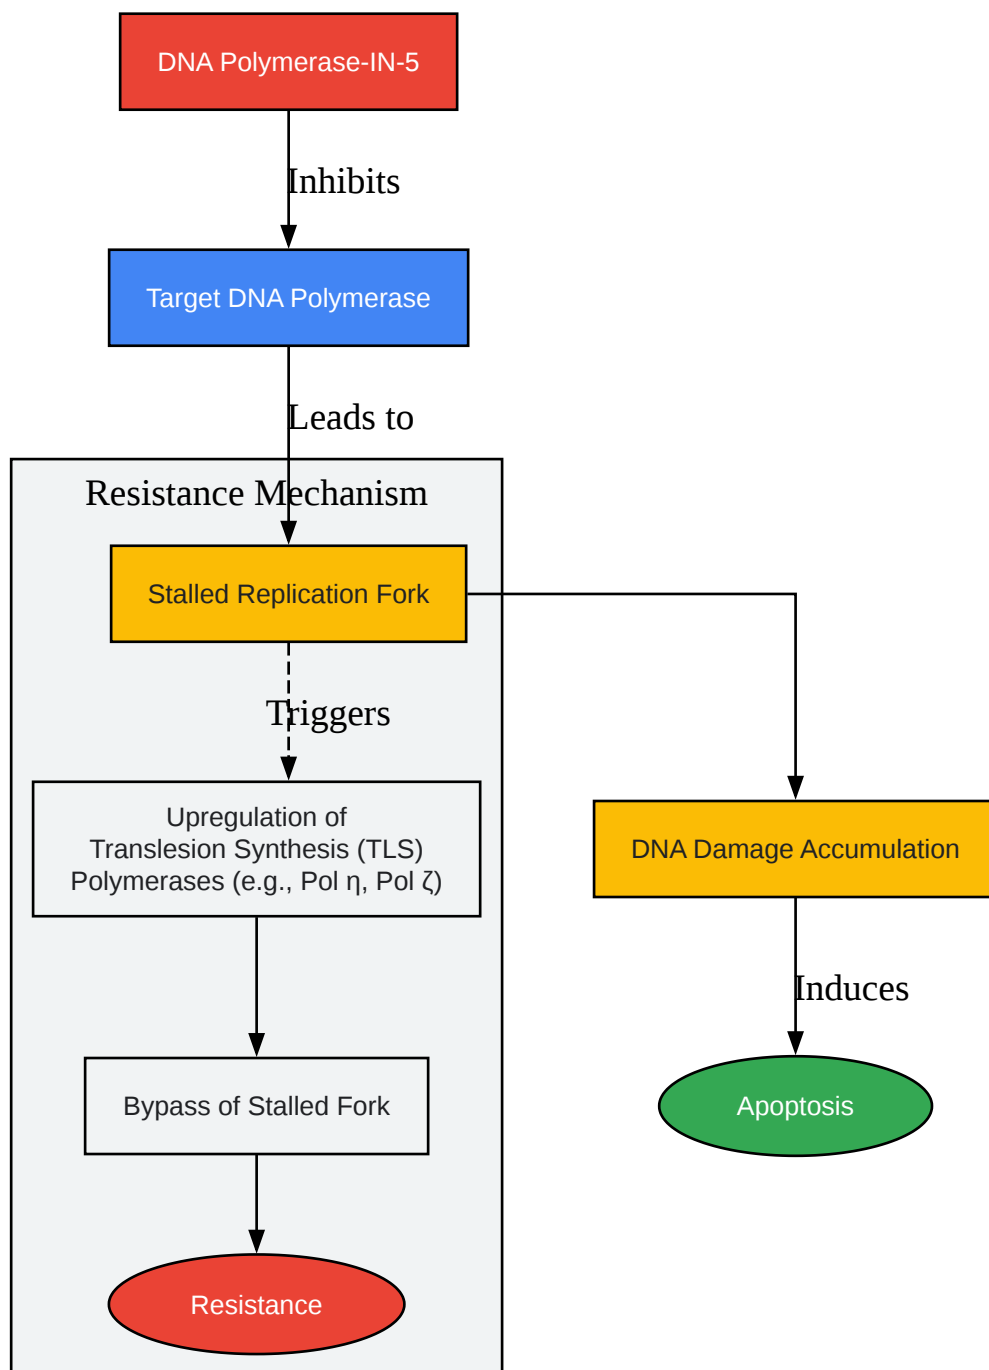 DNA Polymerase-IN-5
Inhibits
Target DNA Polymerase
Leads to
Resistance Mechanism
Stalled Replication Fork
Triggers
Upregulation of
Translesion Synthesis (TLS)
Polymerases (e.g., Pol η, Pol ζ)
DNA Damage Accumulation
Induces
Bypass of Stalled Fork
Apoptosis
Resistance